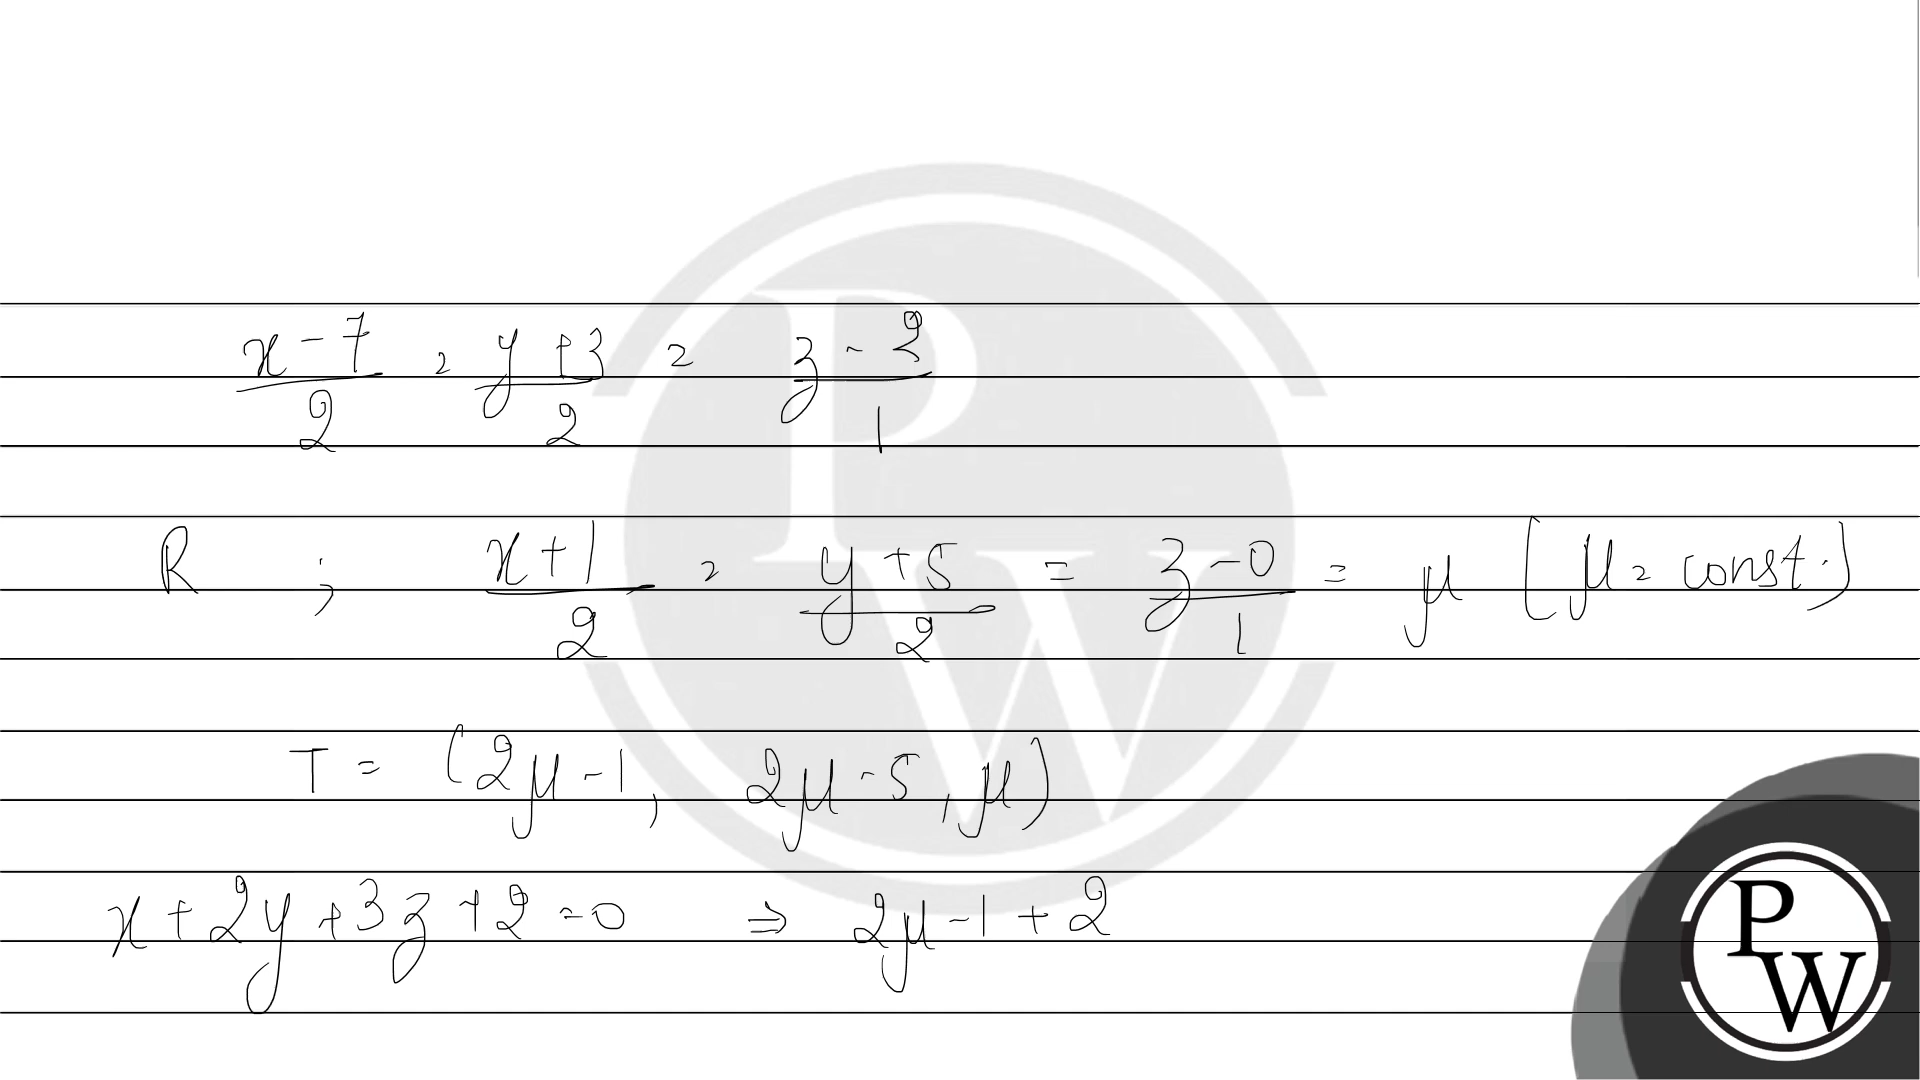 x-7/2 = y+3/2 = z-2/1
R ; x+1/2 = y+5/2 = z-0/1 = μ (μ = const.)
T = (2μ-1, 2μ-5, μ)
x+2y+3z+2=0 ⇒ 2μ-1+2
PW